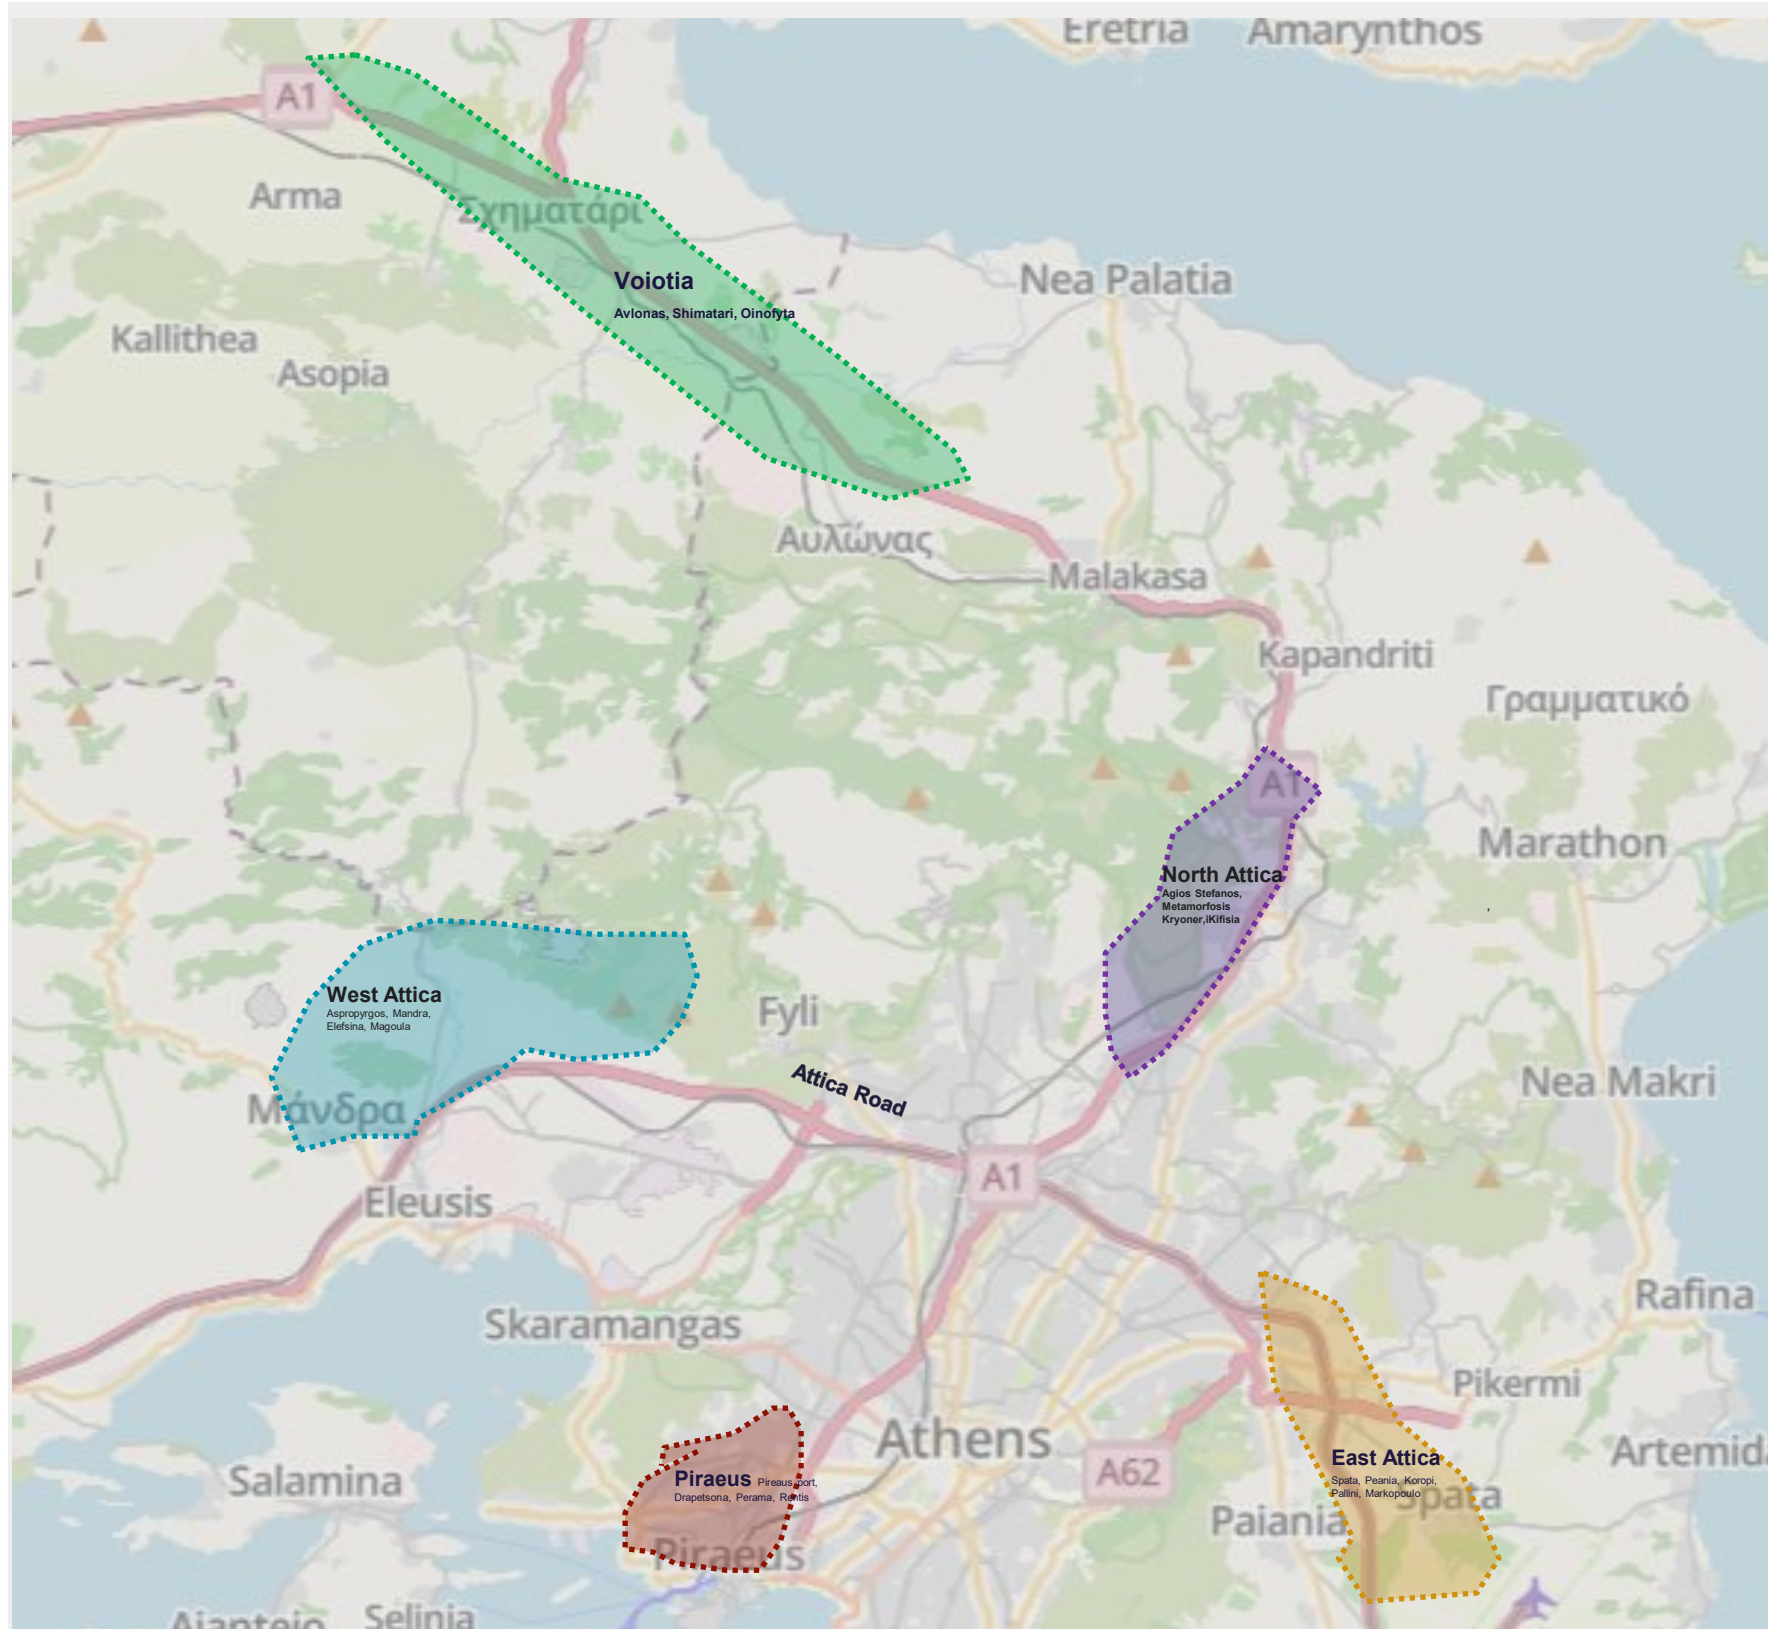 Eretria
Amarynthos
A1
Arma
Σχηματάρι
Voiotia
Avlonas, Shimatari, Oinofyta
Nea Palatia
Kallithea
Asopia
Αυλώνας
Malakasa
Kapandriti
Γραμματικό
A1
Marathon
North Attica
Agios Stefanos,
Metamorfosis
Kryoner,iKifisia
,
West Attica
Aspropyrgos, Mandra,
Elefsina, Magoula
Fyli
Attica Road
Μάνδρα
Nea Makri
A1
Eleusis
Skaramangas
Rafina
Pikermi
Athens
A62
East Attica
Spata, Peania, Koropi,
Pallini, Markopoulo
Spata
Artemida
Salamina
Piraeus Pireaus port,
Drapetsona, Perama, Rentis
Paiania
Piraeus
Aianteio
Selinia